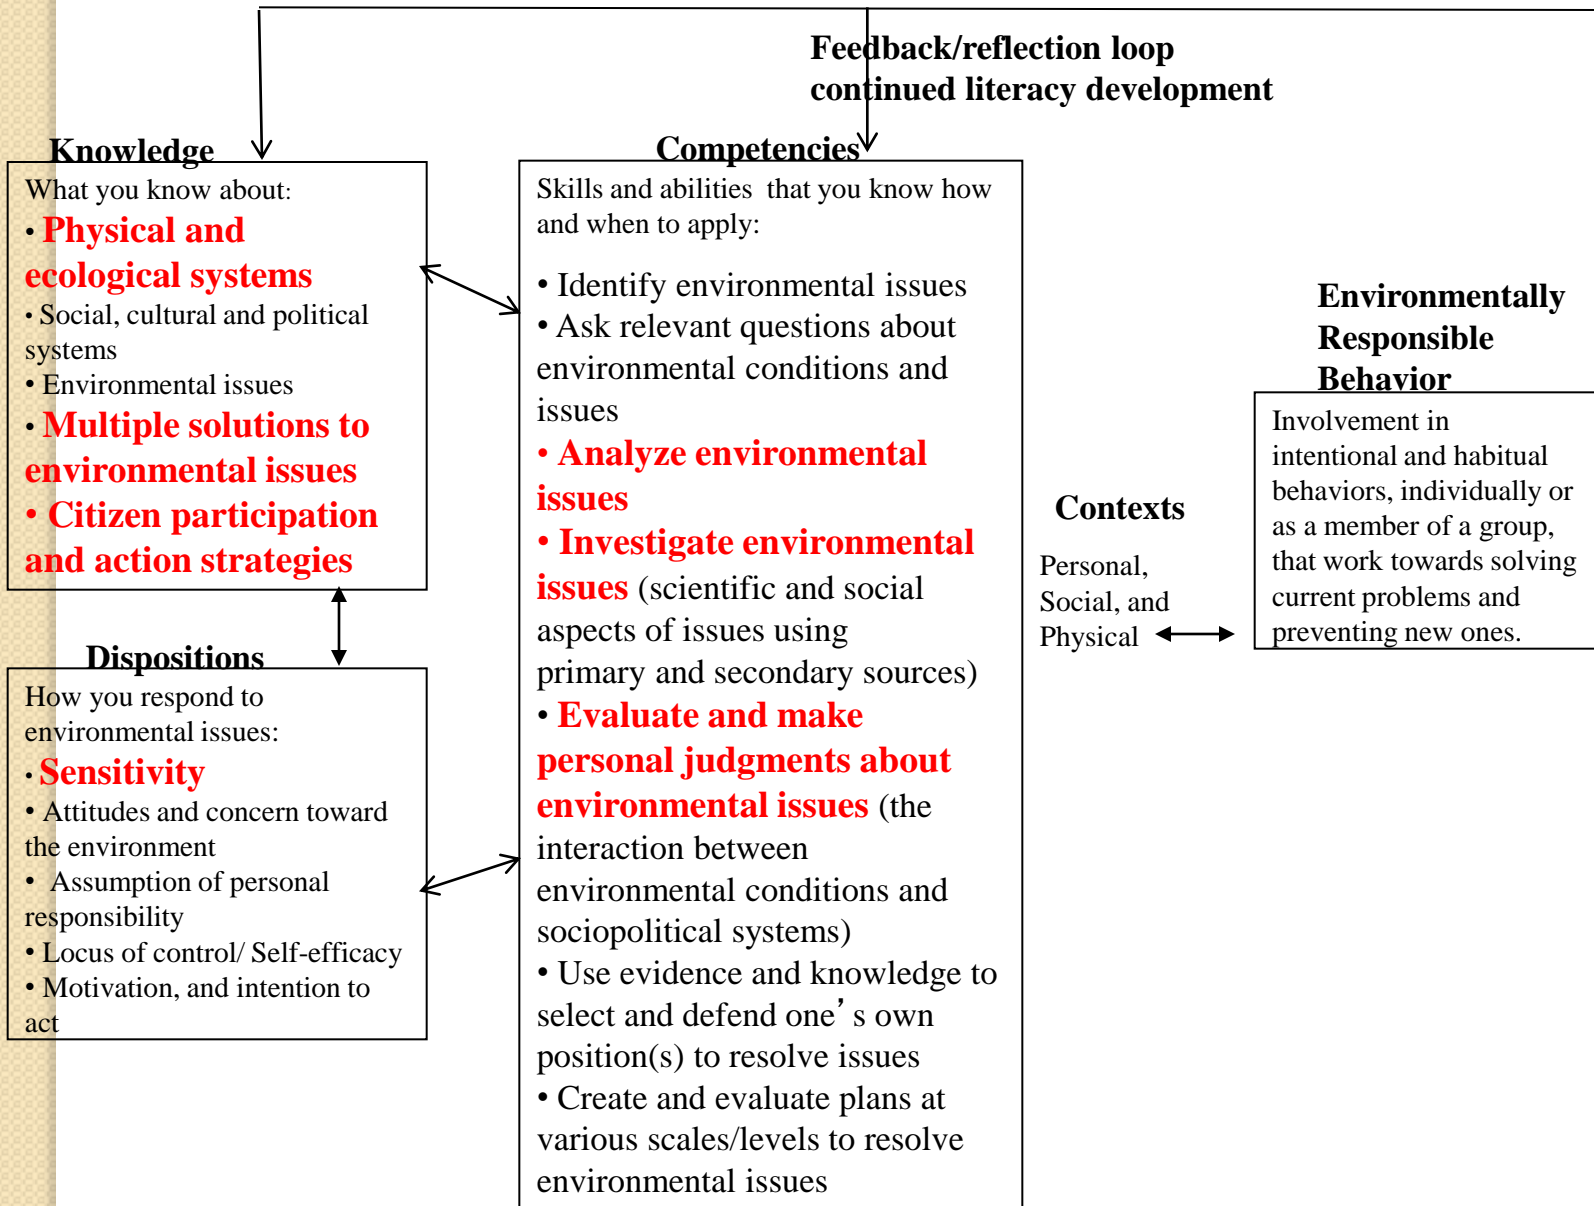 Feedback/reflection loop
continued literacy development
Knowledge
What you know about:
• Physical and
ecological systems
• Social, cultural and political
systems
• Environmental issues
• Multiple solutions to
environmental issues
• Citizen participation
and action strategies
Dispositions
How you respond to
environmental issues:
• Sensitivity
• Attitudes and concern toward
the environment
• Assumption of personal
responsibility
• Locus of control/ Self-efficacy
• Motivation, and intention to
act
Competencies
Skills and abilities that you know how
and when to apply:
• Identify environmental issues
• Ask relevant questions about
environmental conditions and
issues
• Analyze environmental
issues
• Investigate environmental
issues (scientific and social
aspects of issues using
primary and secondary sources)
• Evaluate and make
personal judgments about
environmental issues (the
interaction between
environmental conditions and
sociopolitical systems)
• Use evidence and knowledge to
select and defend one’s own
position(s) to resolve issues
• Create and evaluate plans at
various scales/levels to resolve
environmental issues
Contexts
Personal,
Social, and
Physical
Environmentally
Responsible
Behavior
Involvement in
intentional and habitual
behaviors, individually or
as a member of a group,
that work towards solving
current problems and
preventing new ones.